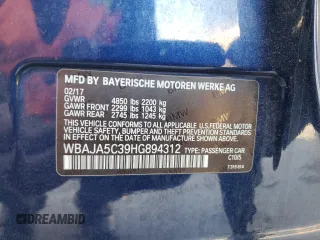 MFD BY BAYERISCHE MOTOREN WERKE AG
02/17
GVWR 4850 lbs 2200 kg
GAWR FRONT 2299 lbs 1043 kg
GAWR REAR 2745 lbs 1245 kg
THIS VEHICLE CONFORMS TO ALL APPLICABLE
U.S. FEDERAL MOTOR VEHICLE SAFETY, BUMPER,
AND THEFT PREVENTION STANDARDS IN EFFECT
ON THE DATE OF MANUFACTURE SHOWN ABOVE
WBAJA5C39HG894312 TYPE: PASSENGER CAR
DREAMBID